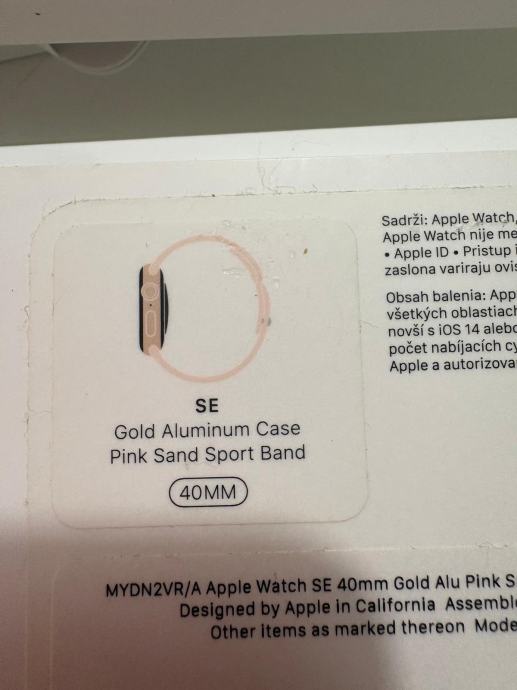 SE
Gold Aluminum Case
Pink Sand Sport Band
40MM
Sadrži: Apple Watch,
Apple Watch nije me
• Apple ID • Pristup i
zaslona variraju ovis
Obsah balenia: App
všetkých oblastiach
novší s iOS 14 alebo
počet nabíjacích cy
Apple a autorizova
MYDN2VR/A Apple Watch SE 40mm Gold Alu Pink S
Designed by Apple in California Assemble
Other items as marked thereon Mode